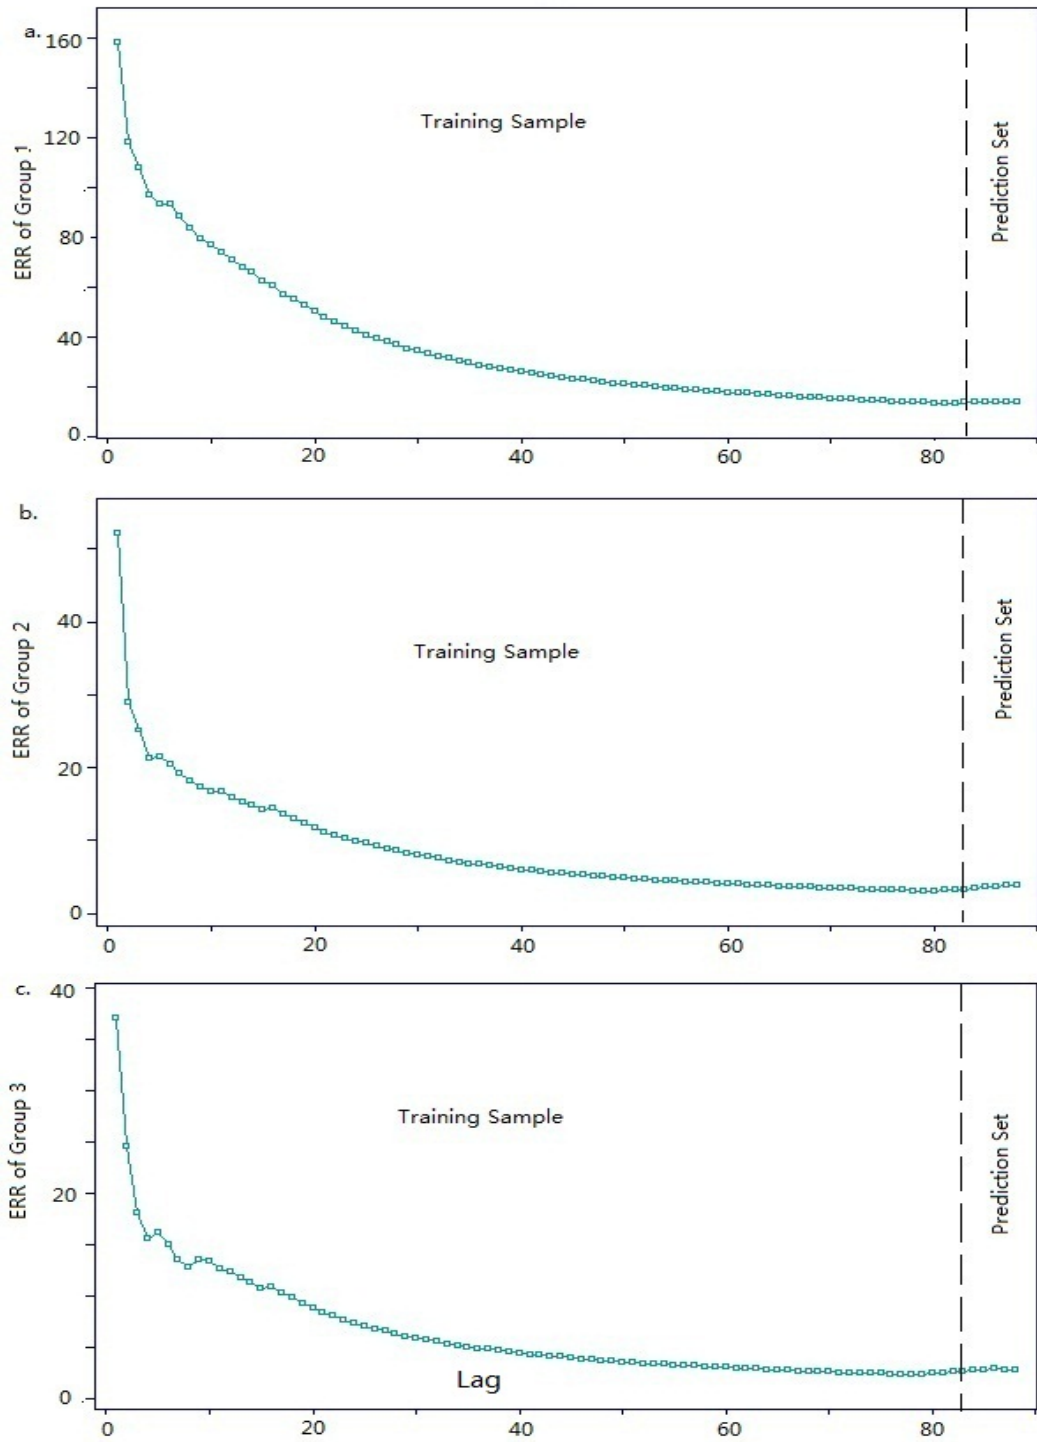 a.
160
120
80
40
0
ERR of Group 1
Training Sample
Prediction Set
0 20 40 60 80
b.
40
20
0
ERR of Group 2
Training Sample
Prediction Set
0 20 40 60 80
c.
40
20
0
ERR of Group 3
Training Sample
Prediction Set
Lag
0 20 40 60 80